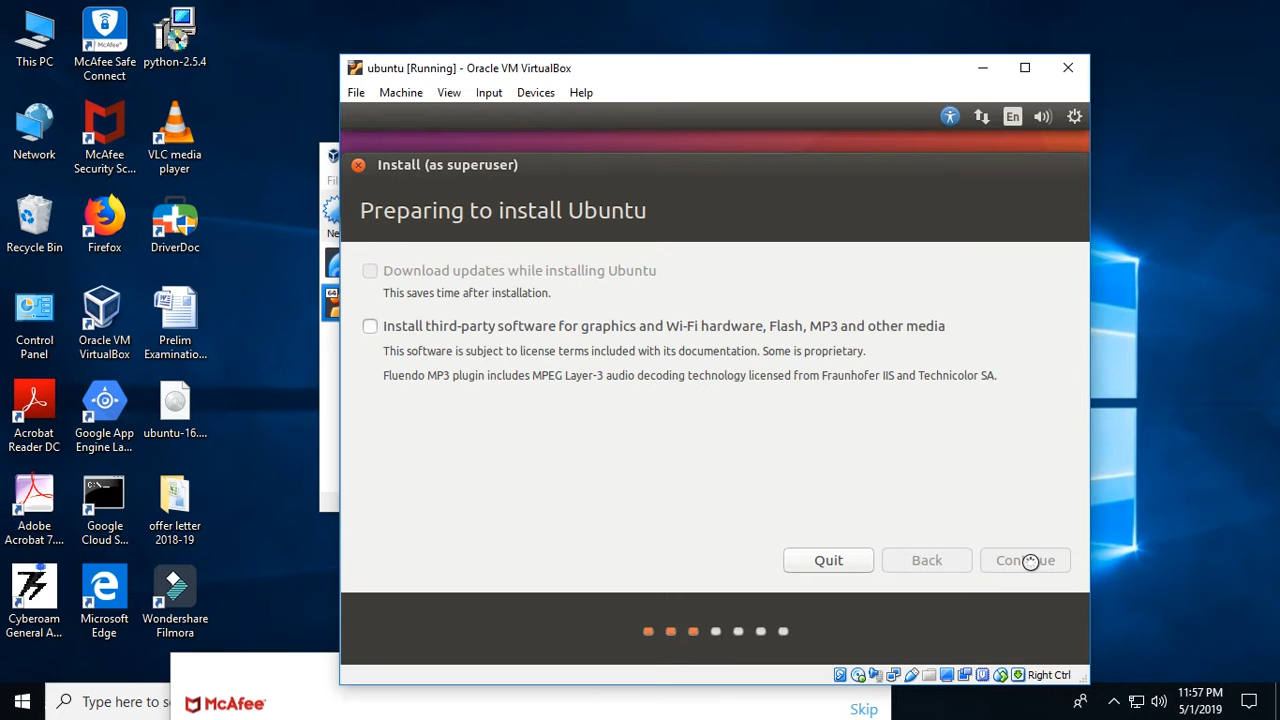 This PC
McAfee Safe
Connect
python-2.5.4
Network
McAfee
Security Sc...
VLC media
player
Recycle Bin
Firefox
DriverDoc
Control
Panel
Oracle VM
VirtualBox
Prelim
Examinatio...
Acrobat
Reader DC
Google App
Engine La...
ubuntu-16....
Adobe
Acrobat 7....
Google
Cloud S...
offer letter
2018-19
Cyberoam
General A...
Microsoft
Edge
Wondershare
Filmora
ubuntu [Running] - Oracle VM VirtualBox
File Machine View Input Devices Help
En
Install (as superuser)
Preparing to install Ubuntu
Download updates while installing Ubuntu
This saves time after installation.
Install third-party software for graphics and Wi-Fi hardware, Flash, MP3 and other media
This software is subject to license terms included with its documentation. Some is proprietary.
Fluendo MP3 plugin includes MPEG Layer-3 audio decoding technology licensed from Fraunhofer IIS and Technicolor SA.
Quit Back Continue
Right Ctrl
Type here to
McAfee
Skip
11:57 PM
5/1/2019